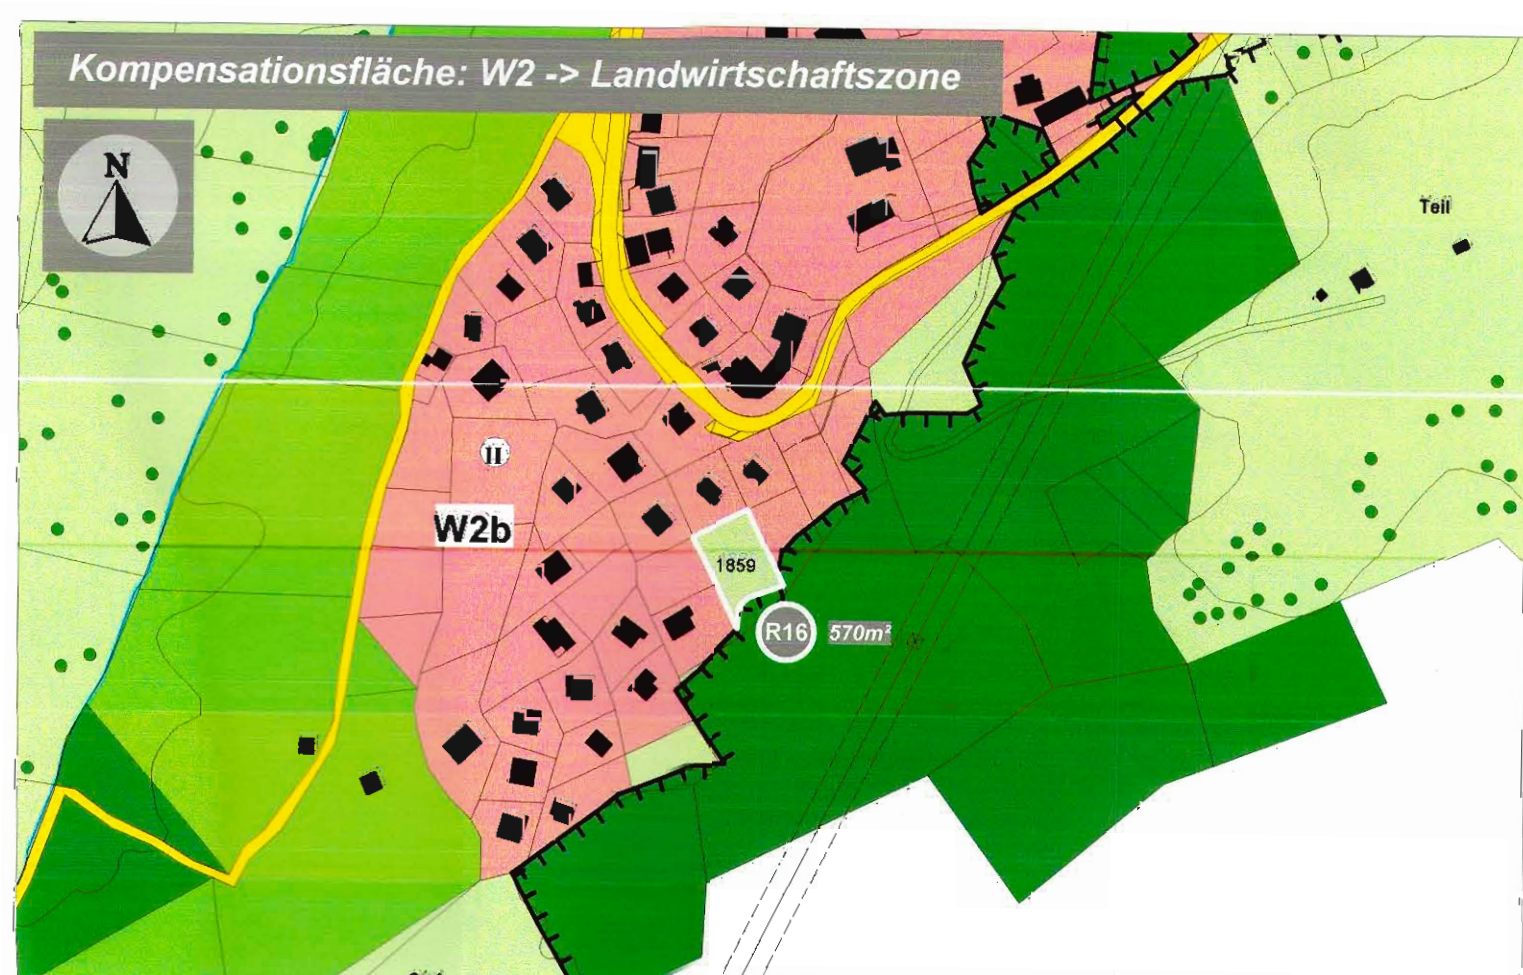 Kompensationsfläche: W2 -> Landwirtschaftszone
N
Teil
II
W2b
1859
R16 570m²